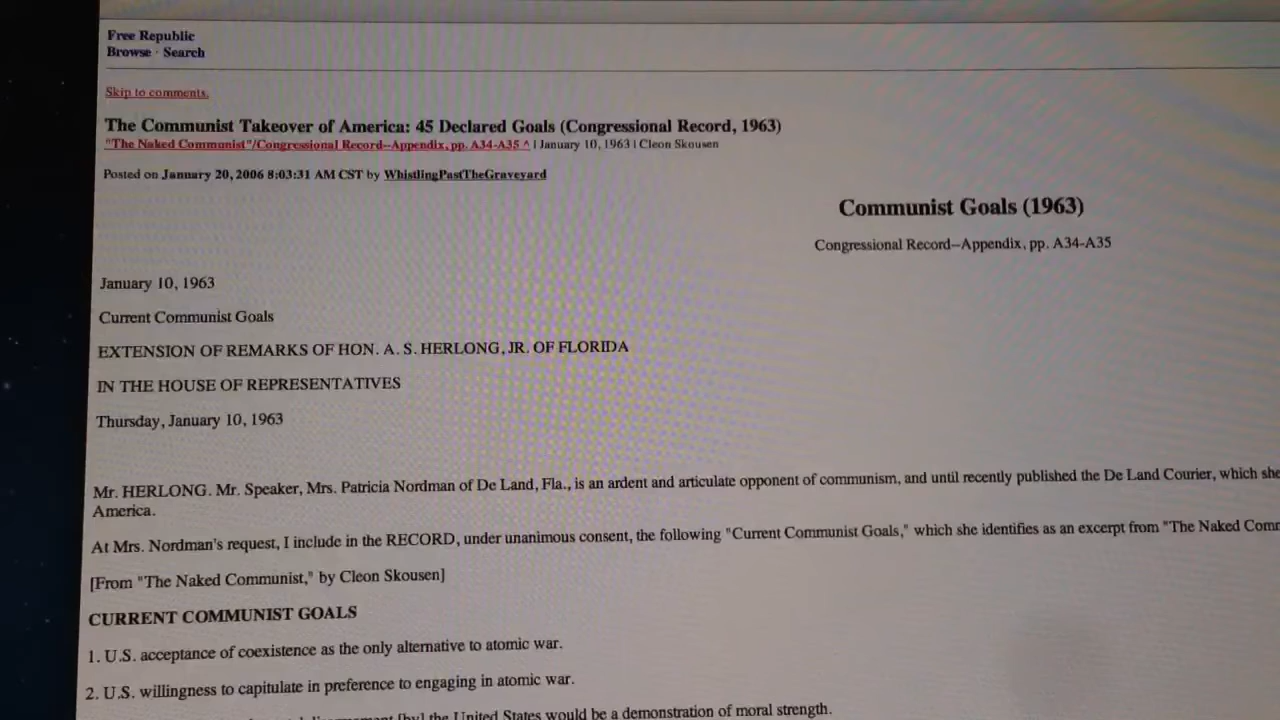 Free Republic
Browse · Search
Skip to comments.
The Communist Takeover of America: 45 Declared Goals (Congressional Record, 1963)
"The Naked Communist"/Congressional Record--Appendix, pp. A34-A35 ^ | January 10, 1963 | Cleon Skousen
Posted on January 20, 2006 8:03:31 AM CST by WhistlingPastTheGraveyard
Communist Goals (1963)
Congressional Record--Appendix, pp. A34-A35
January 10, 1963
Current Communist Goals
EXTENSION OF REMARKS OF HON. A. S. HERLONG, JR. OF FLORIDA
IN THE HOUSE OF REPRESENTATIVES
Thursday, January 10, 1963
Mr. HERLONG. Mr. Speaker, Mrs. Patricia Nordman of De Land, Fla., is an ardent and articulate opponent of communism, and until recently published the De Land Courier, which she
America.
At Mrs. Nordman's request, I include in the RECORD, under unanimous consent, the following "Current Communist Goals," which she identifies as an excerpt from "The Naked Comm
[From "The Naked Communist," by Cleon Skousen]
CURRENT COMMUNIST GOALS
1. U.S. acceptance of coexistence as the only alternative to atomic war.
2. U.S. willingness to capitulate in preference to engaging in atomic war.
[by] the United States would be a demonstration of moral strength.